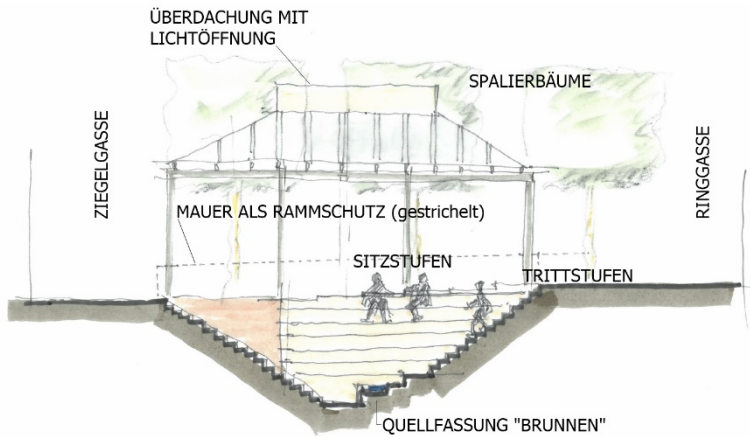 ÜBERDACHUNG MIT
LICHTÖFFNUNG
SPALIERBÄUME
ZIEGELGASSE
RINGGASSE
MAUER ALS RAMMSCHUTZ (gestrichelt)
SITZSTUFEN
TRITTSTUFEN
QUELLFASSUNG "BRUNNEN"